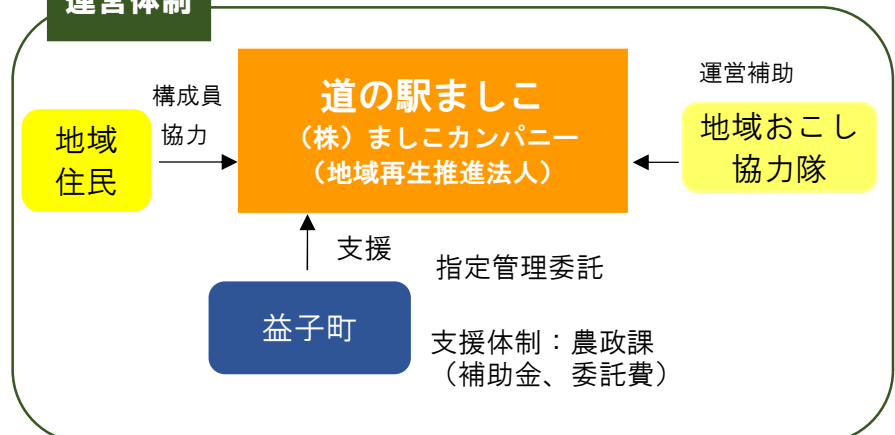 運営体制
道の駅ましこ
(株)ましこカンパニー
(地域再生推進法人)
構成員
協力
地域
住民
運営補助
地域おこし
協力隊
支援
指定管理委託
益子町
支援体制：農政課
(補助金、委託費)